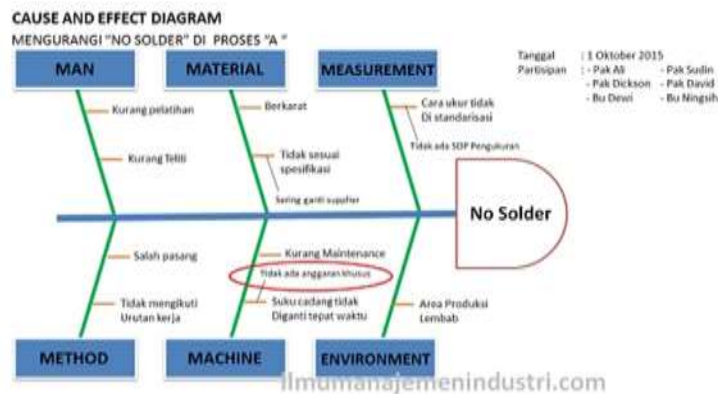 CAUSE AND EFFECT DIAGRAM
MENGURANGI "NO SOLDER" DI PROSES "A "
Tanggal : 1 Oktober 2015
Partisipan : - Pak Ali - Pak Sudin
- Pak Dickson - Pak David
- Bu Dewi - Bu Ningsih
MAN
MATERIAL
MEASUREMENT
Kurang pelatihan
Kurang Teliti
Berkarat
Tidak sesuai
spesifikasi
Sering ganti supplier
Cara ukur tidak
Di standarisasi
Tidak ada SOP Pengukuran
No Solder
Salah pasang
Tidak mengikuti
Urutan kerja
Kurang Maintenance
Tidak ada anggaran khusus
Suku cadang tidak
Diganti tepat waktu
Area Produksi
Lembab
METHOD
MACHINE
ENVIRONMENT
Ilmumanajemenindustri.com